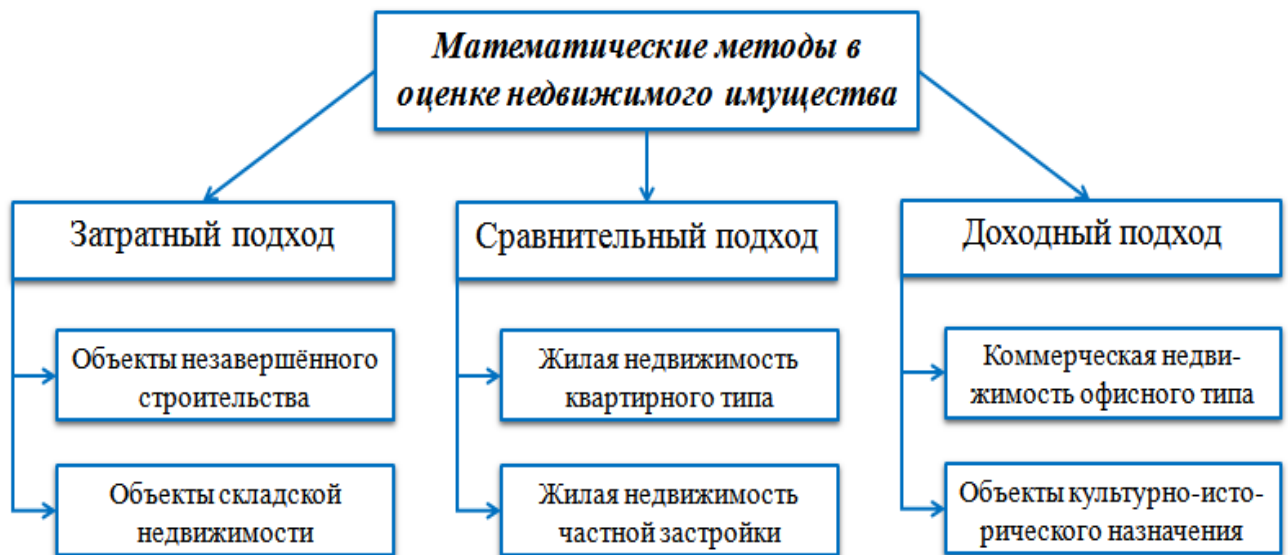 Математические методы в
оценке недвижимого имущества
Затратный подход
Объекты незавершённого
строительства
Объекты складской
недвижимости
Сравнительный подход
Жилая недвижимость
квартирного типа
Жилая недвижимость
частной застройки
Доходный подход
Коммерческая недви-
жимость офисного типа
Объекты культурно-исто-
рического назначения